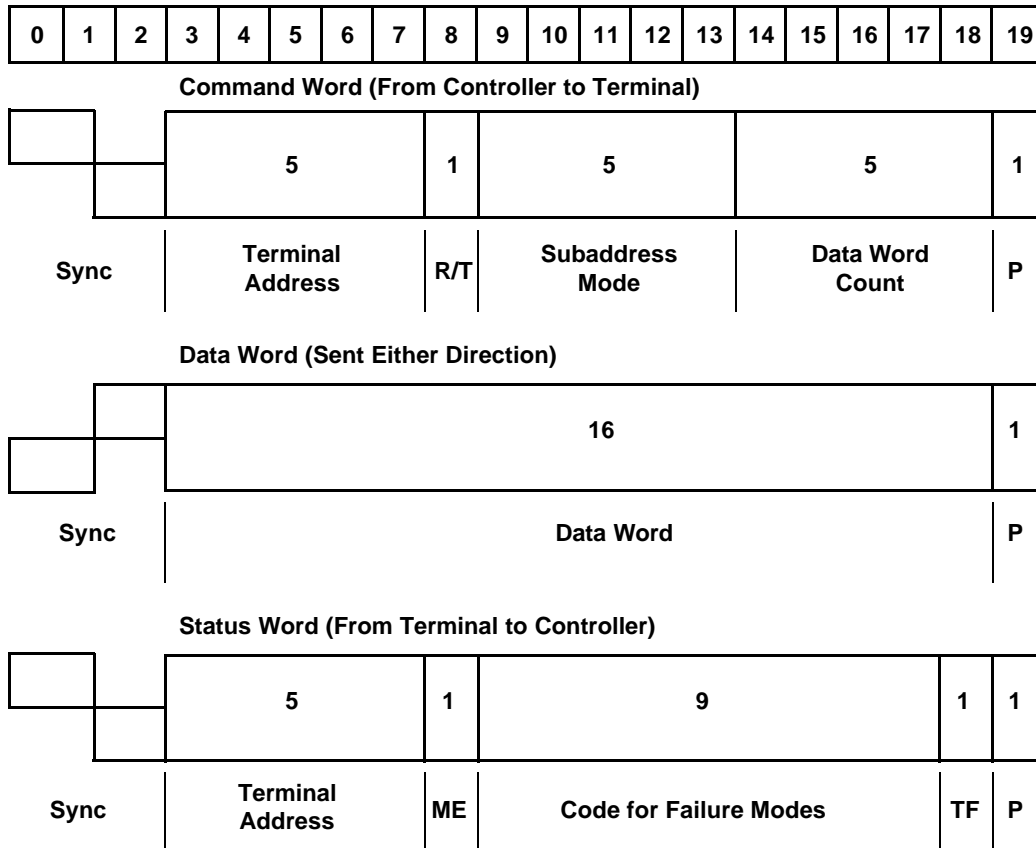 0 1 2 3 4 5 6 7 8 9 10 11 12 13 14 15 16 17 18 19
Command Word (From Controller to Terminal)
5 1 5 5 1
Sync
Terminal
Address
R/T
Subaddress
Mode
Data Word
Count
P
Data Word (Sent Either Direction)
16 1
Sync
Data Word
P
Status Word (From Terminal to Controller)
5 1 9 1 1
Sync
Terminal
Address
ME
Code for Failure Modes
TF
P